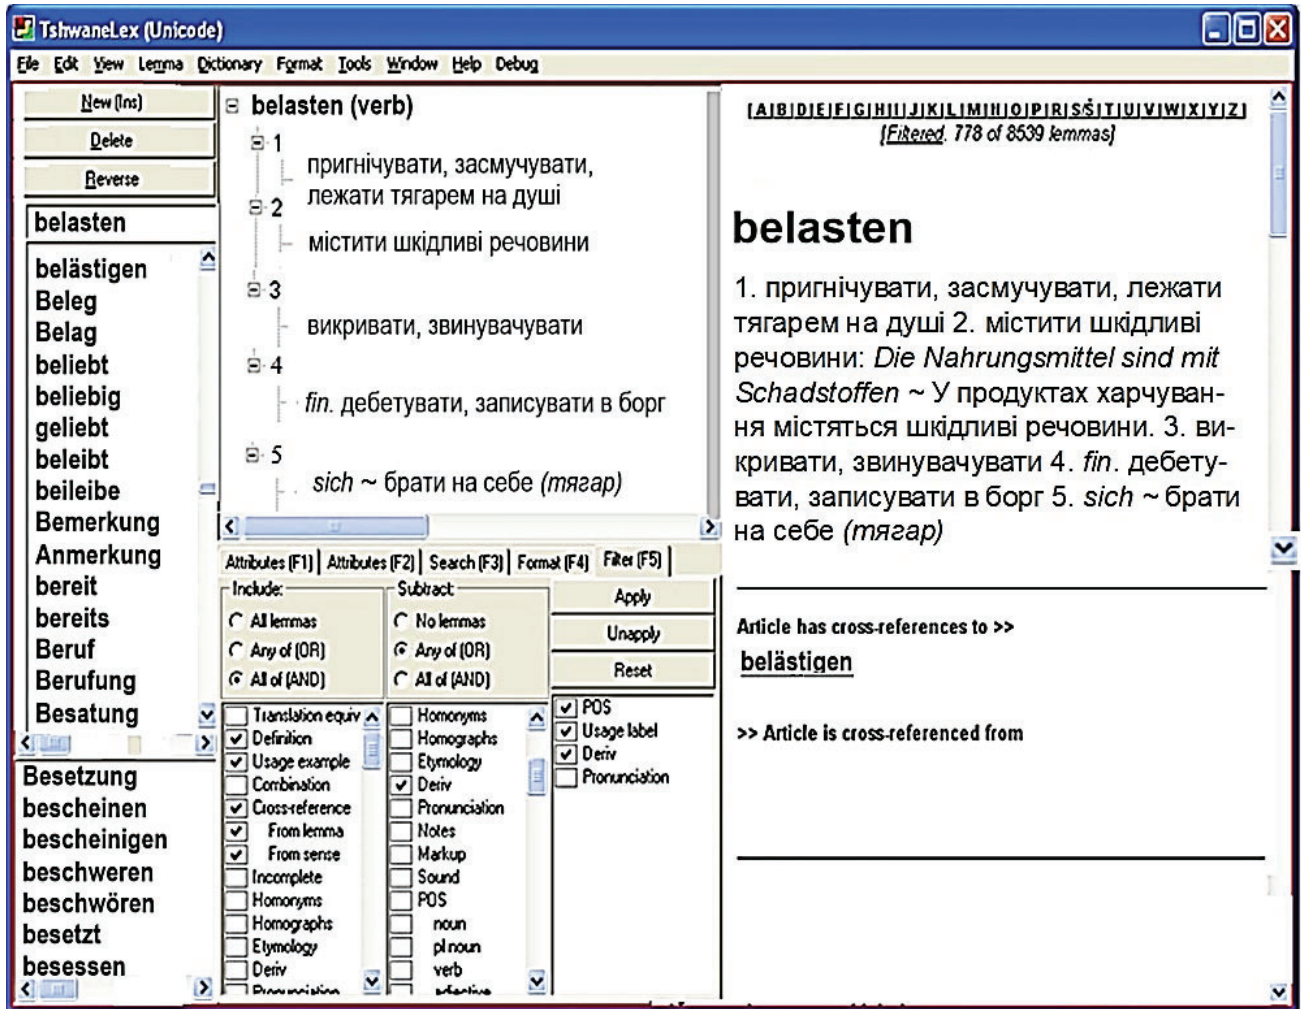 TshwaneLex (Unicode)
File Edit View Lemma Dictionary Format Tools Window Help Debug
New (Ins)
Delete
Reverse
belasten
belästigen
Beleg
Belag
beliebt
beliebig
geliebt
beleibt
beileibe
Bemerkung
Anmerkung
bereit
bereits
Beruf
Berufung
Besatung
Besetzung
bescheinen
bescheinigen
beschweren
beschwören
besetzt
besessen
belasten (verb)
1
пригнічувати, засмучувати,
лежати тягарем на душі
2
містити шкідливі речовини
3
викривати, звинувачувати
4
fin. дебетувати, записувати в борг
5
sich ~ брати на себе (тягар)
Attributes (F1) Attributes (F2) Search (F3) Format (F4) Filter (F5)
Include:
All lemmas
Any of (OR)
All of (AND)
Translation equiv
Definition
Usage example
Combination
Cross-reference
From lemma
From sense
Incomplete
Homonyms
Homographs
Etymology
Deriv
Pronunciation
Subtract:
No lemmas
Any of (OR)
All of (AND)
Homonyms
Homographs
Etymology
Deriv
Pronunciation
Notes
Markup
Sound
POS
noun
pl noun
verb
adjective
Apply
Unapply
Reset
POS
Usage label
Deriv
Pronunciation
[A|B|D|E|F|G|H|I|J|K|L|M|H|O|P|R|S|Š|T|U|V|W|X|Y|Z]
[Filtered. 778 of 8539 lemmas]
belasten
1. пригнічувати, засмучувати, лежати
тягарем на душі 2. містити шкідливі
речовини: Die Nahrungsmittel sind mit
Schadstoffen ~ У продуктах харчуван-
ня містяться шкідливі речовини. 3. ви-
кривати, звинувачувати 4. fin. дебету-
вати, записувати в борг 5. sich ~ брати
на себе (тягар)
Article has cross-references to >>
belästigen
>> Article is cross-referenced from